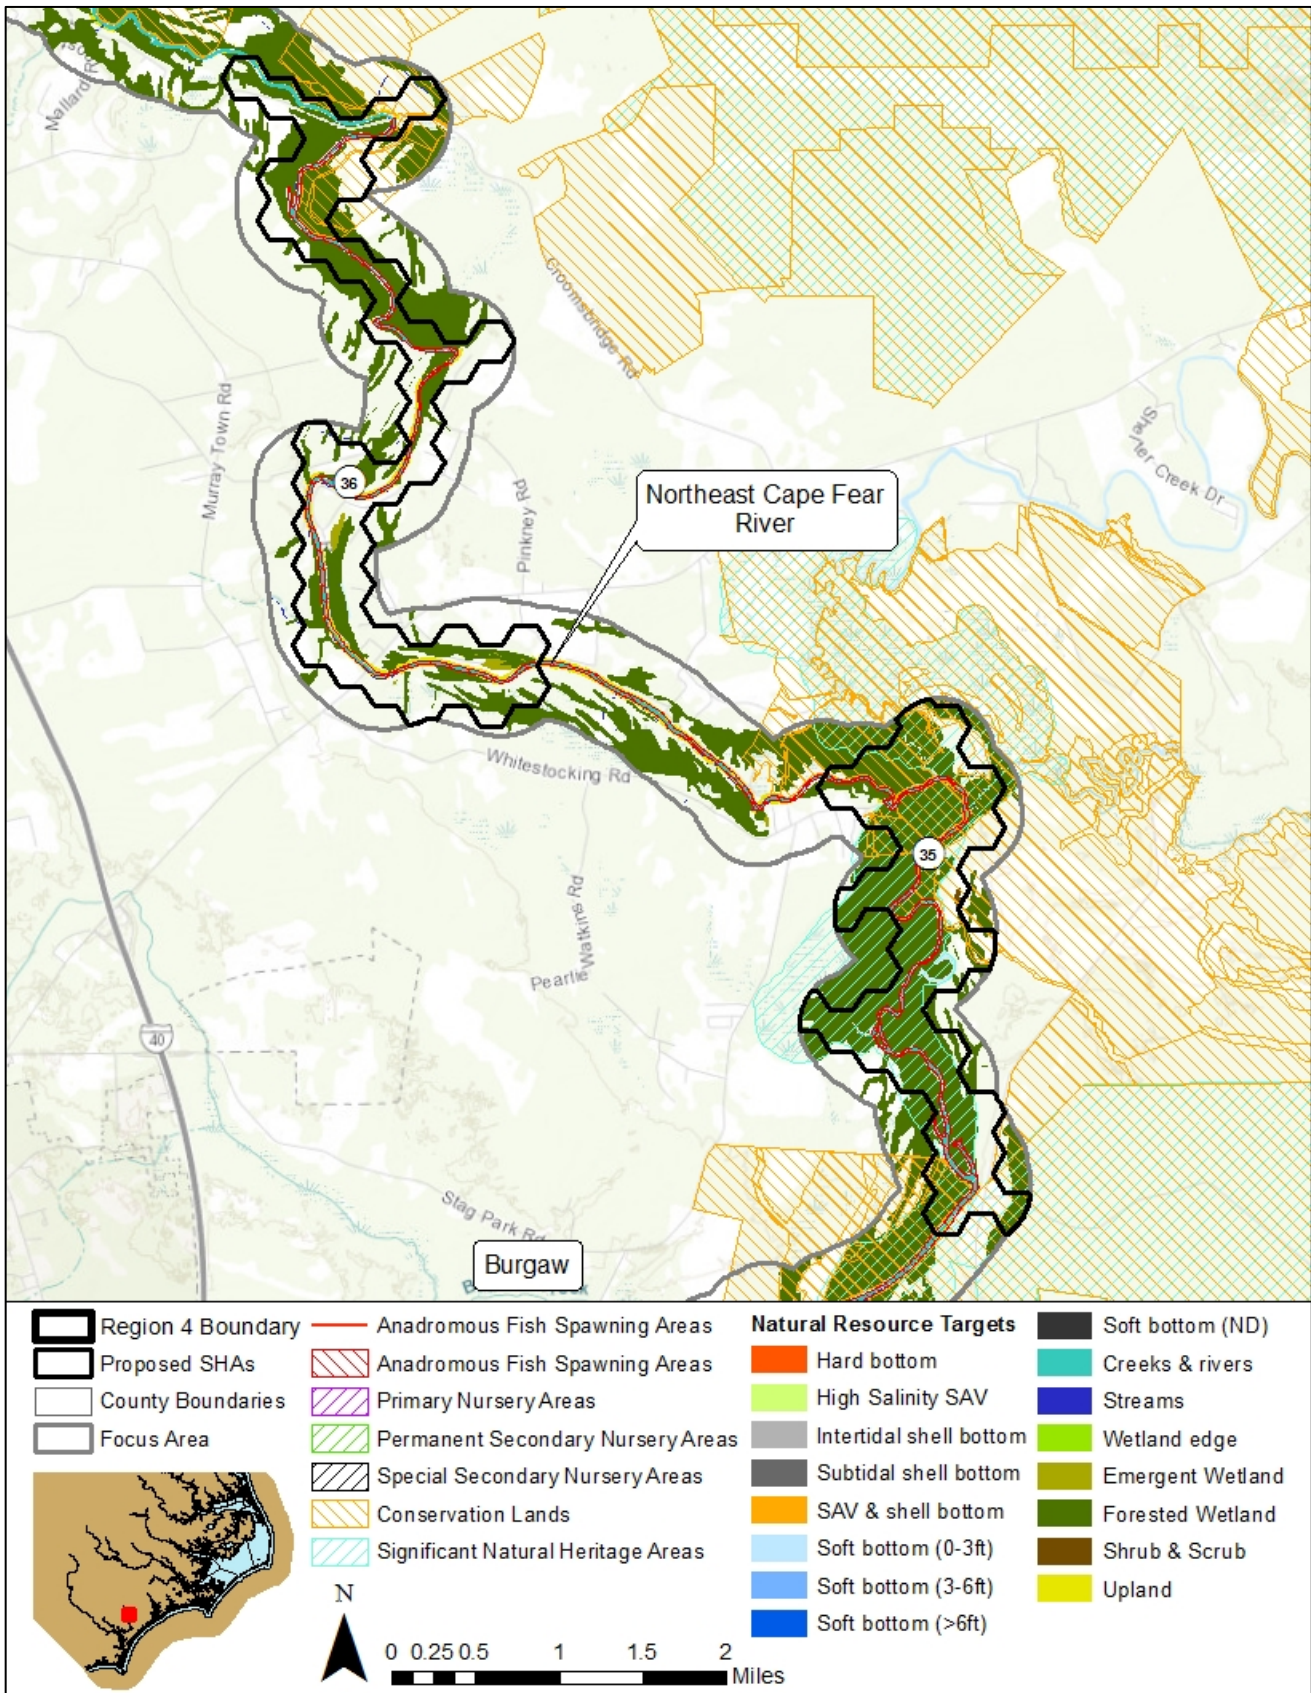 Mallard Rd
Croomsbridge Rd
Murray Town Rd
36
Pinkney Rd
Northeast Cape Fear
River
Creek Dr
Whitestocking Rd
35
Pearlie
Watkins Rd
40
Stag Park Rd
Burgaw
Region 4 Boundary
Proposed SHAs
County Boundaries
Focus Area
Anadromous Fish Spawning Areas
Anadromous Fish Spawning Areas
Primary Nursery Areas
Permanent Secondary Nursery Areas
Special Secondary Nursery Areas
Conservation Lands
Significant Natural Heritage Areas
N
0 0.25 0.5 1 1.5 2
Miles
Natural Resource Targets
Hard bottom
High Salinity SAV
Intertidal shell bottom
Subtidal shell bottom
SAV & shell bottom
Soft bottom (0-3ft)
Soft bottom (3-6ft)
Soft bottom (>6ft)
Soft bottom (ND)
Creeks & rivers
Streams
Wetland edge
Emergent Wetland
Forested Wetland
Shrub & Scrub
Upland